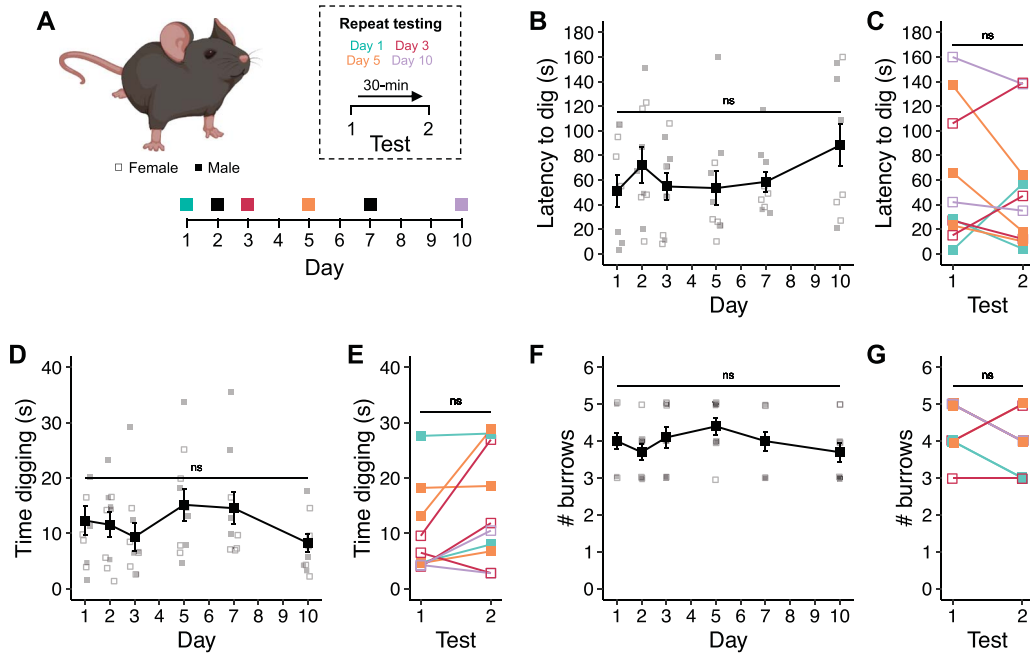 A
Repeat testing
Day 1 Day 3
Day 5 Day 10
30-min
1 2
Test
Female Male
1 2 3 4 5 6 7 8 9 10
Day
B
180
160
140
120
100
80
60
40
20
0
Latency to dig (s)
ns
1 2 3 4 5 6 7 8 9 10
Day
C
180
160
140
120
100
80
60
40
20
0
Latency to dig (s)
ns
1 2
Test
D
40
30
20
10
0
Time digging (s)
ns
1 2 3 4 5 6 7 8 9 10
Day
E
40
30
20
10
0
Time digging (s)
ns
1 2
Test
F
6
5
4
3
2
1
0
# burrows
ns
1 2 3 4 5 6 7 8 9 10
Day
G
6
5
4
3
2
1
0
# burrows
ns
1 2
Test